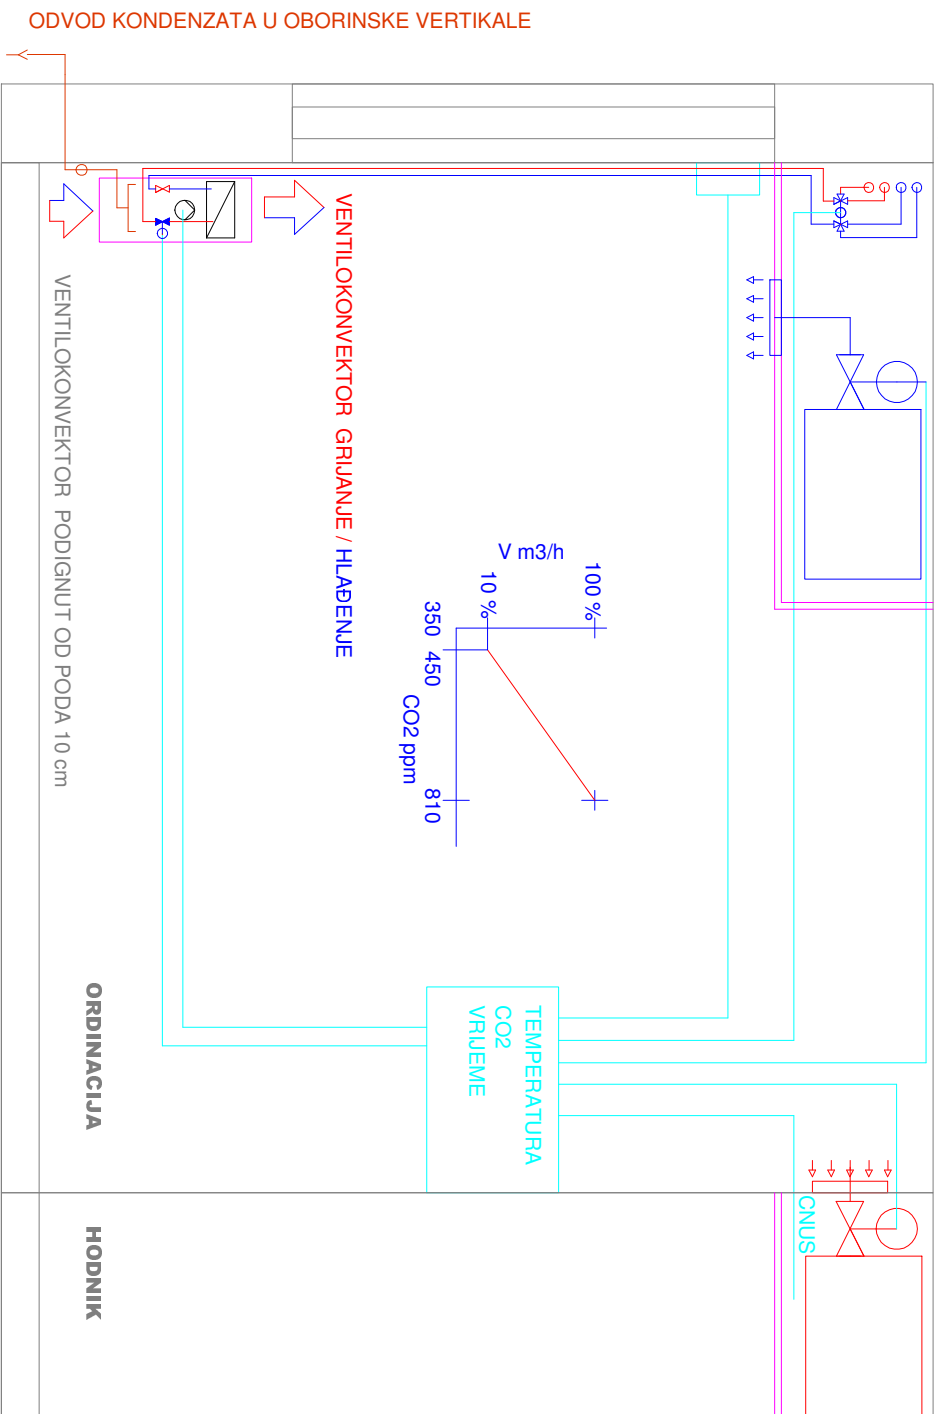 ODVOD KONDENZATA U OBORINSKE VERTIKALE
VENTILOKONVEKTOR GRIJANJE / HLAĐENJE
VENTILOKONVEKTOR PODIGNUT OD PODA 10 cm
V m3/h
100 %
10 %
350
450
810
CO2 ppm
TEMPERATURA
CO2
VRIJEME
CNUS
ORDINACIJA
HODNIK